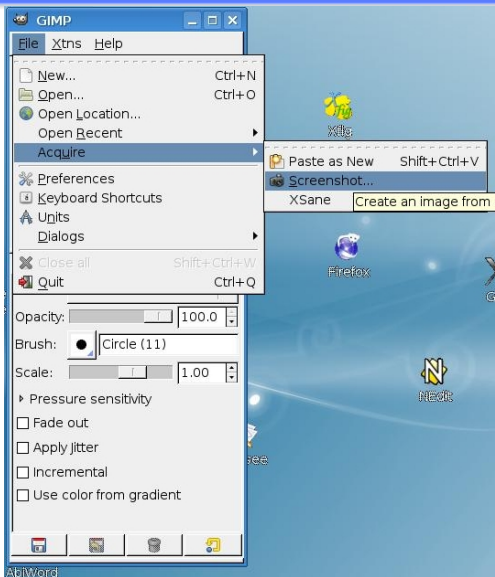 GIMP
File Xtns Help
New... Ctrl+N
Open... Ctrl+O
Open Location...
Open Recent
Acquire
Preferences
Keyboard Shortcuts
Units
Dialogs
Close all Shift+Ctrl+W
Quit Ctrl+Q
Paste as New Shift+Ctrl+V
Screenshot...
XSane
Create an image from
Opacity: 100.0
Brush: Circle (11)
Scale: 1.00
Pressure sensitivity
Fade out
Apply Jitter
Incremental
Use color from gradient
Xfig
Firefox
G
NEdit
see
AbiWord